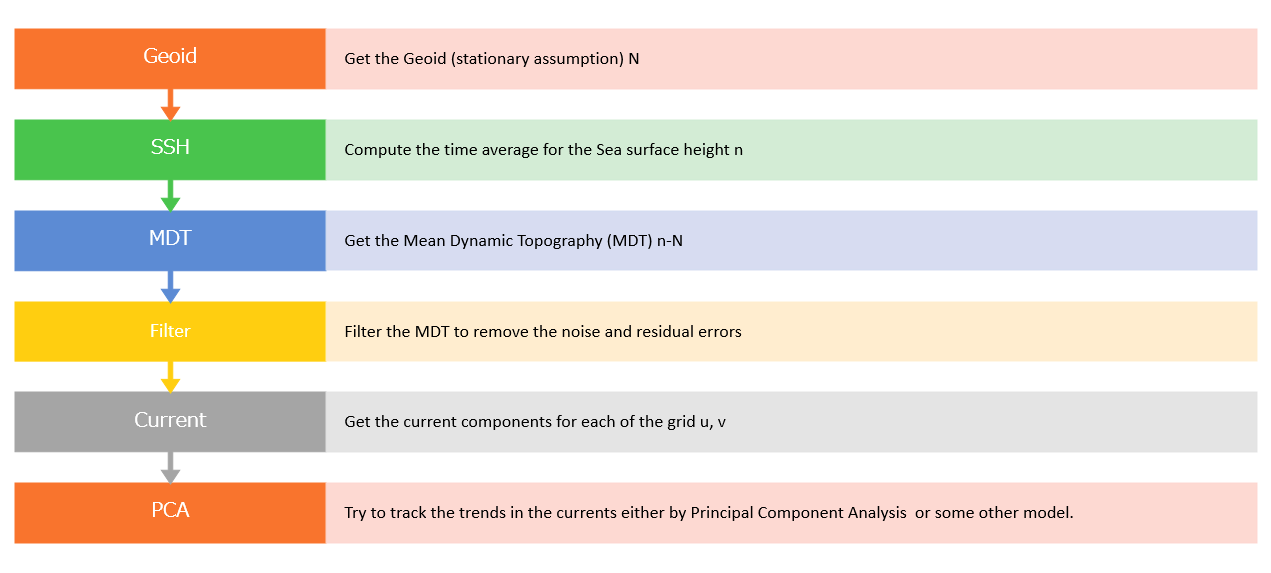 Geoid
Get the Geoid (stationary assumption) N
SSH
Compute the time average for the Sea surface height n
MDT
Get the Mean Dynamic Topography (MDT) n-N
Filter
Filter the MDT to remove the noise and residual errors
Current
Get the current components for each of the grid u, v
PCA
Try to track the trends in the currents either by Principal Component Analysis  or some other model.